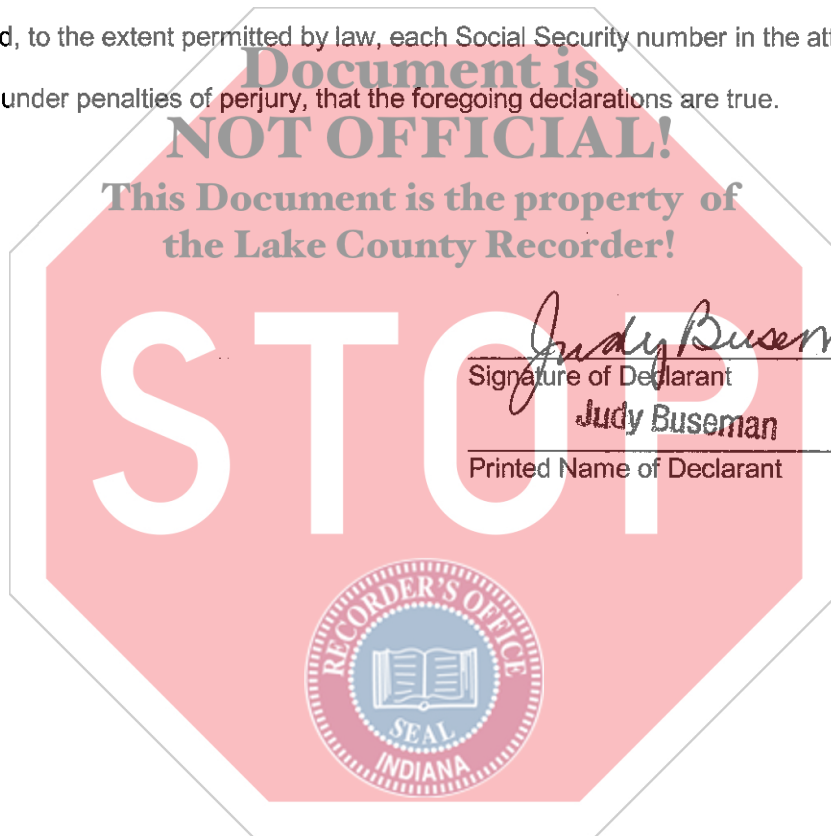 d, to the extent permitted by law, each Social Security number in the att
Document is
under penalties of perjury, that the foregoing declarations are true.
NOT OFFICIAL!
This Document is the property of
the Lake County Recorder!
STOP
Judy Busem
Signature of Declarant
Judy Buseman
Printed Name of Declarant
RECORDER'S OFFICE
SEAL
INDIANA